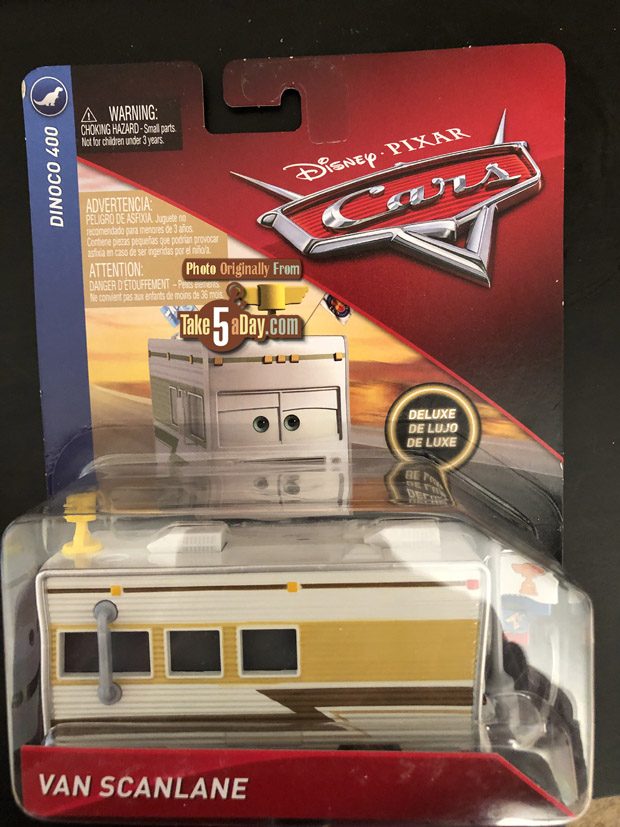 DINOCO 400
WARNING:
CHOKING HAZARD - Small parts.
Not for children under 3 years.
ADVERTENCIA:
PELIGRO DE ASFIXIA. Juguete no
recomendado para menores de 3 años.
Contiene piezas pequeñas que podrían provocar
asfixia en caso de ser ingeridas por el niño/a.
ATTENTION:
DANGER D'ÉTOUFFEMENT - Petits éléments.
Ne convient pas aux enfants de moins de 36 mois.
Disney · PIXAR
Cars
Photo Originally From
Take 5 aDay.com
DELUXE
DE LUJO
DE LUXE
VAN SCANLANE